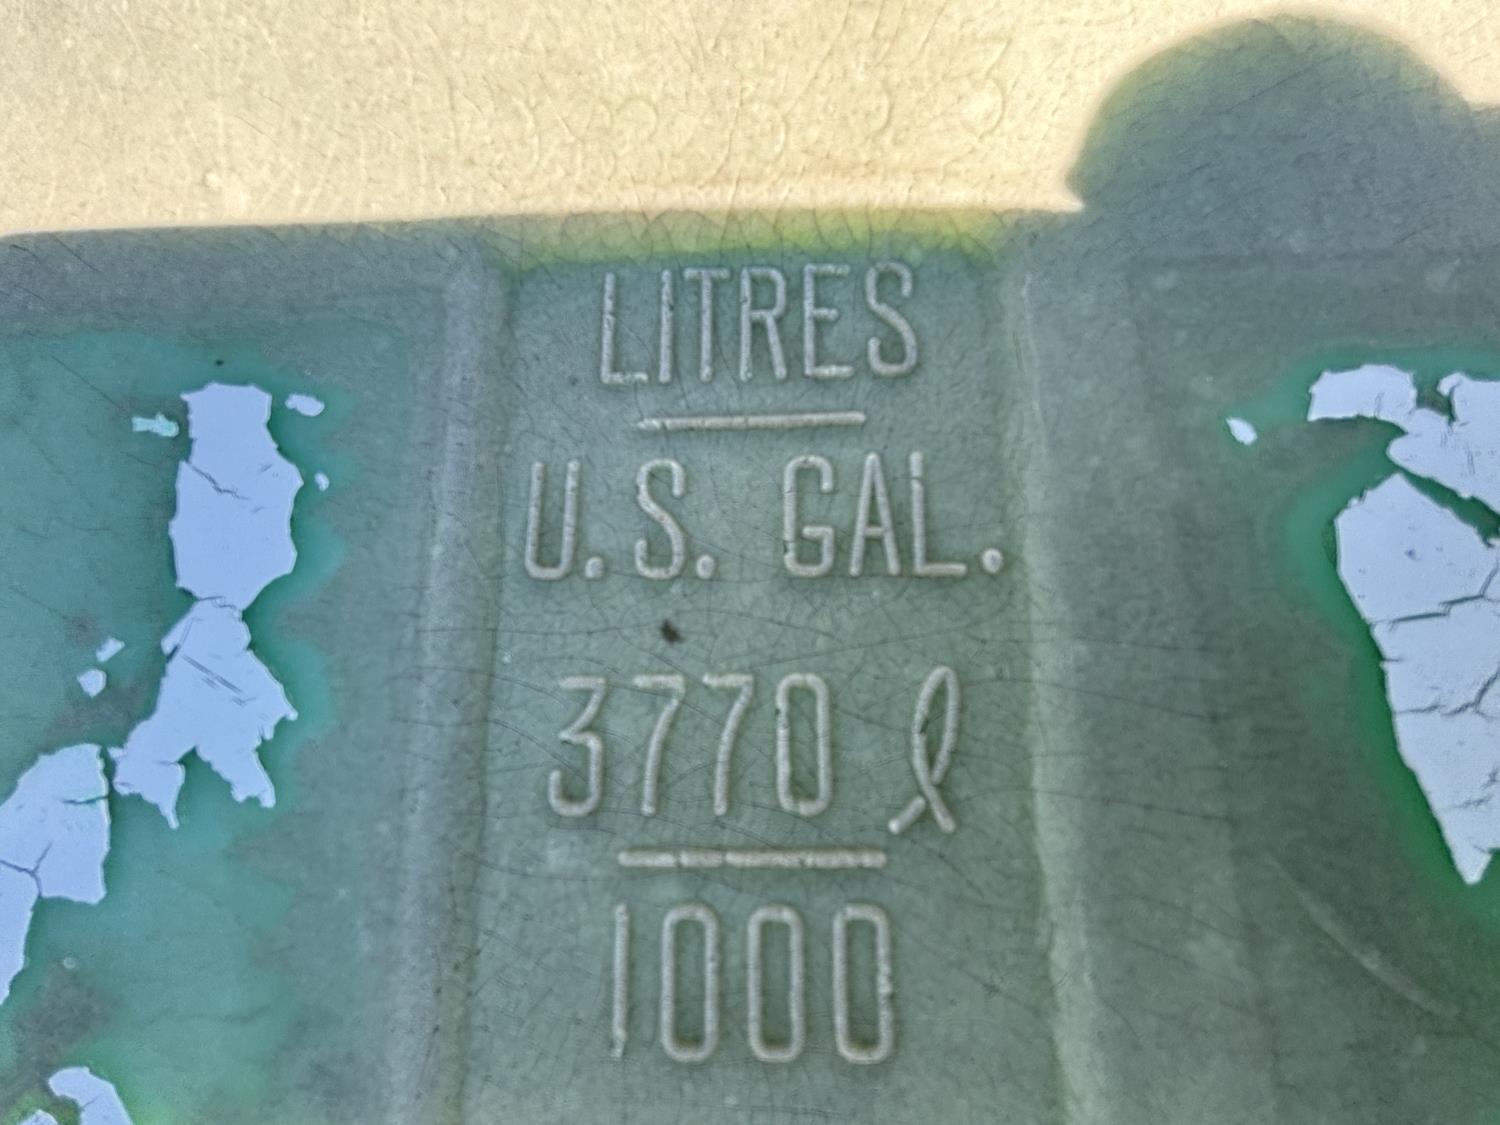 LITRES
U.S. GAL.
3770 ℓ
1000